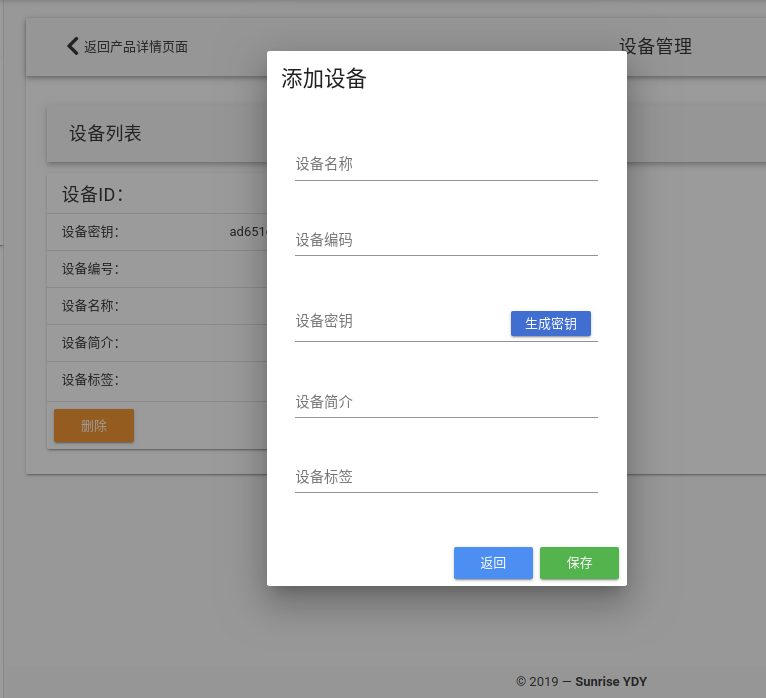 返回产品详情页面
设备管理
添加设备
设备列表
设备名称
设备ID：
设备密钥：
设备编码
设备编号：
设备名称：
设备密钥
生成密钥
设备简介：
设备标签：
设备简介
删除
设备标签
返回
保存
© 2019 — Sunrise YDY